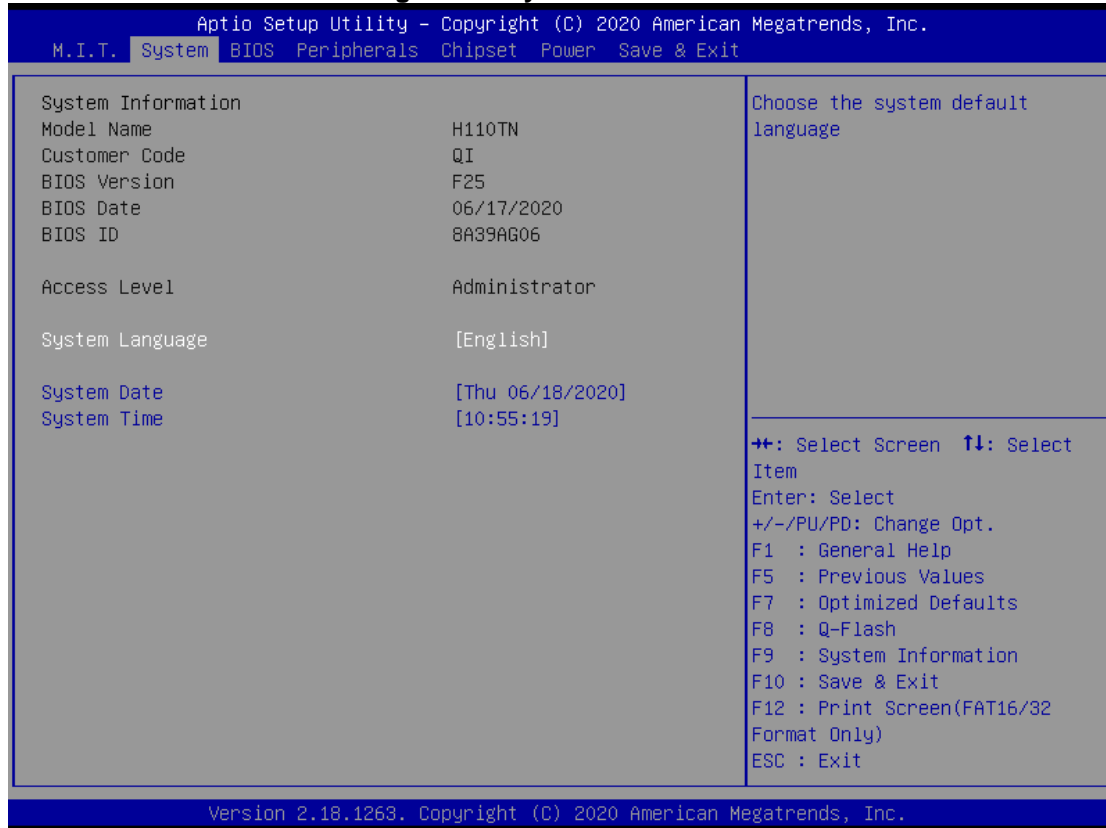 Aptio Setup Utility – Copyright (C) 2020 American Megatrends, Inc.
M.I.T. System BIOS Peripherals Chipset Power Save & Exit
System Information
Model Name H110TN
Customer Code QI
BIOS Version F25
BIOS Date 06/17/2020
BIOS ID 8A39AG06
Access Level Administrator
System Language [English]
System Date [Thu 06/18/2020]
System Time [10:55:19]
Choose the system default
language
→←: Select Screen ↑↓: Select
Item
Enter: Select
+/-/PU/PD: Change Opt.
F1 : General Help
F5 : Previous Values
F7 : Optimized Defaults
F8 : Q-Flash
F9 : System Information
F10 : Save & Exit
F12 : Print Screen(FAT16/32
Format Only)
ESC : Exit
Version 2.18.1263. Copyright (C) 2020 American Megatrends, Inc.